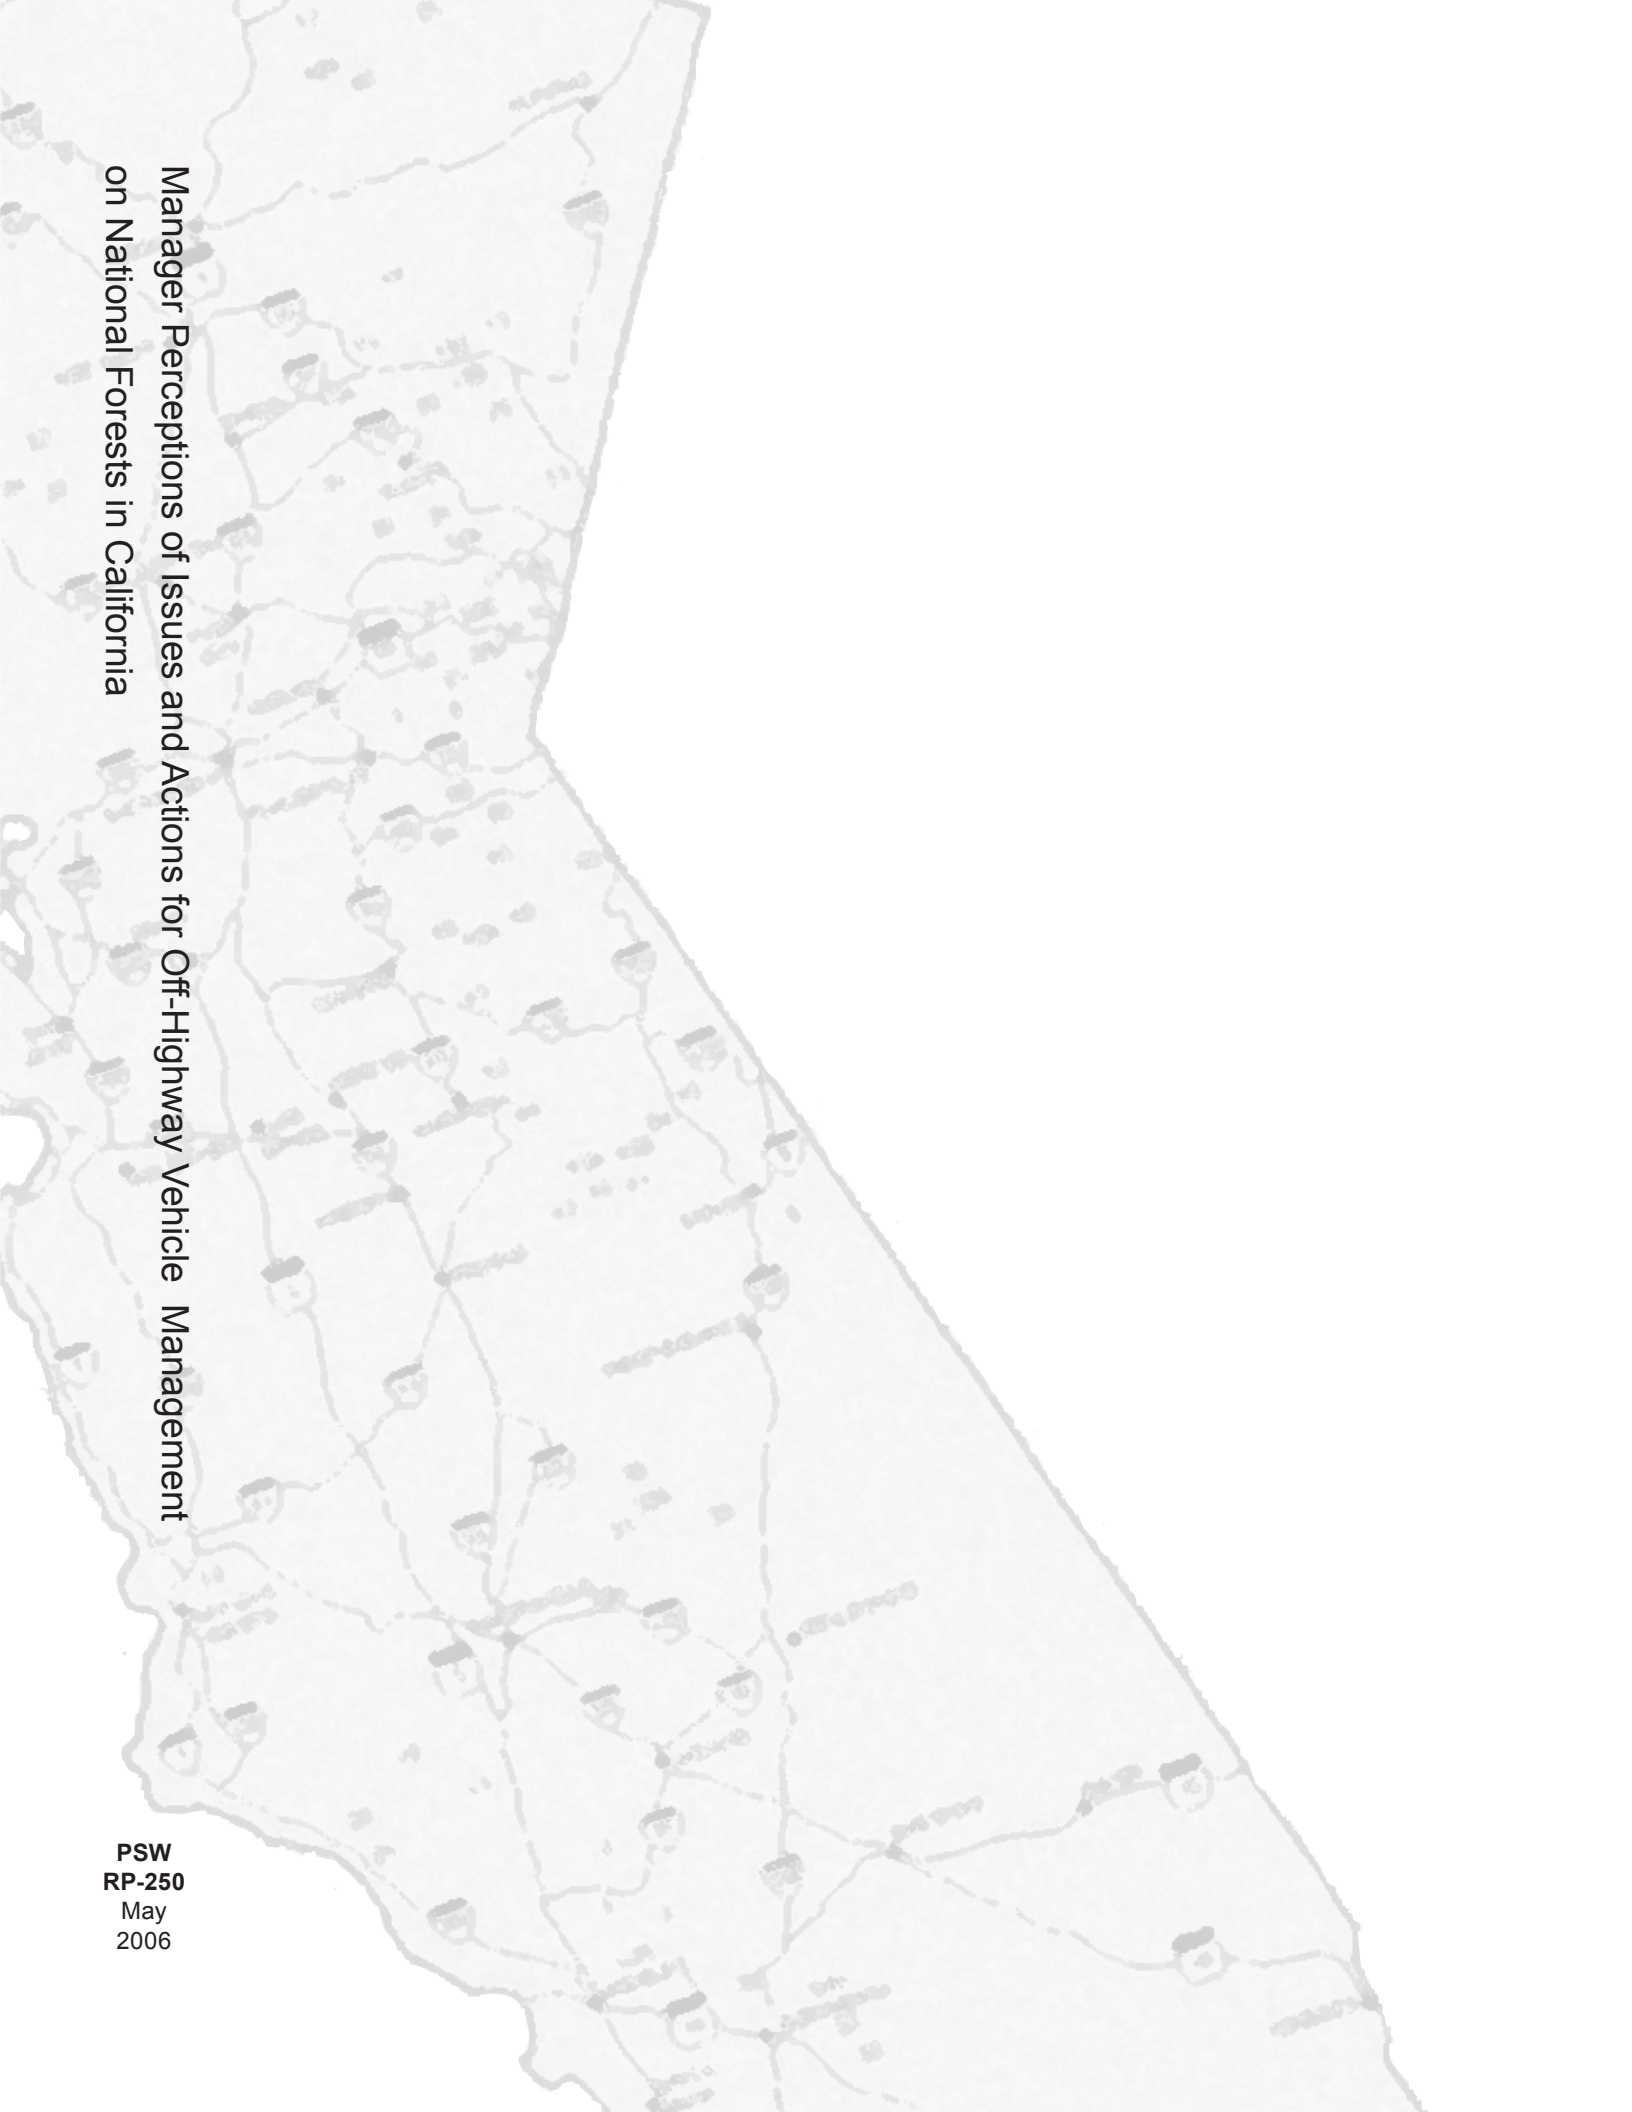 Manager Perceptions of Issues and Actions for Off-Highway Vehicle Management
on National Forests in California
PSW
RP-250
May
2006